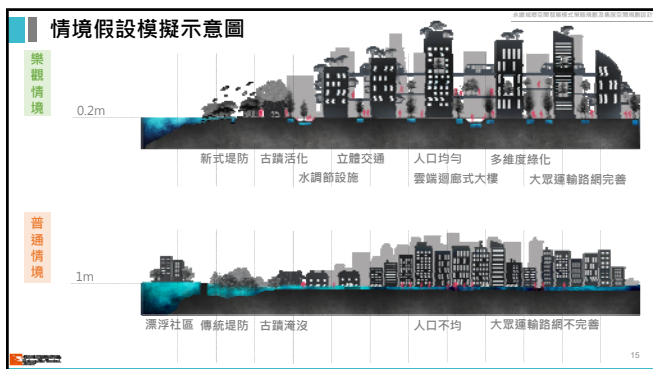 情境假設模擬示意圖
樂觀情境
0.2m
新式堤防 古蹟活化 立體交通 人口均勻 多維度綠化
水調節設施 雲端迴廊式大樓 大眾運輸路網完善
普通情境
1m
漂浮社區 傳統堤防 古蹟淹沒 人口不均 大眾運輸路網不完善
15